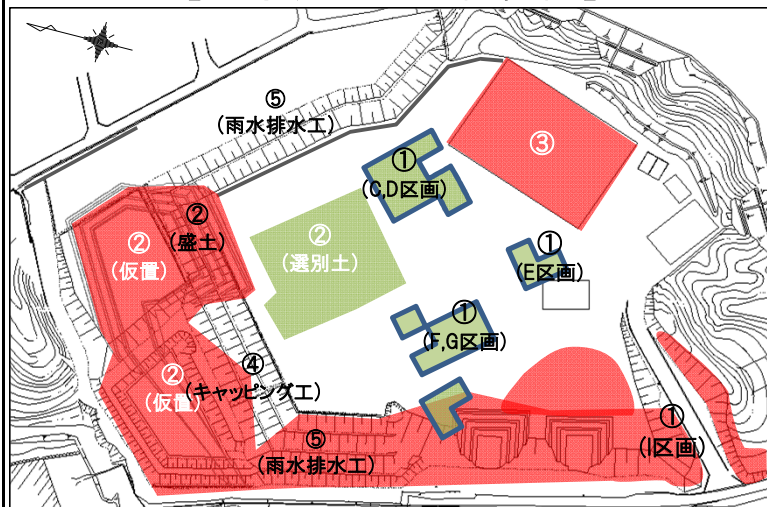 ⑤
(雨水排水工)
①
(C,D区画)
③
②
(盛土)
②
(仮置)
②
(選別土)
①
(E区画)
①
(F,G区画)
②
(仮置)
④
(キャッピング工)
⑤
(雨水排水工)
①
(I区画)